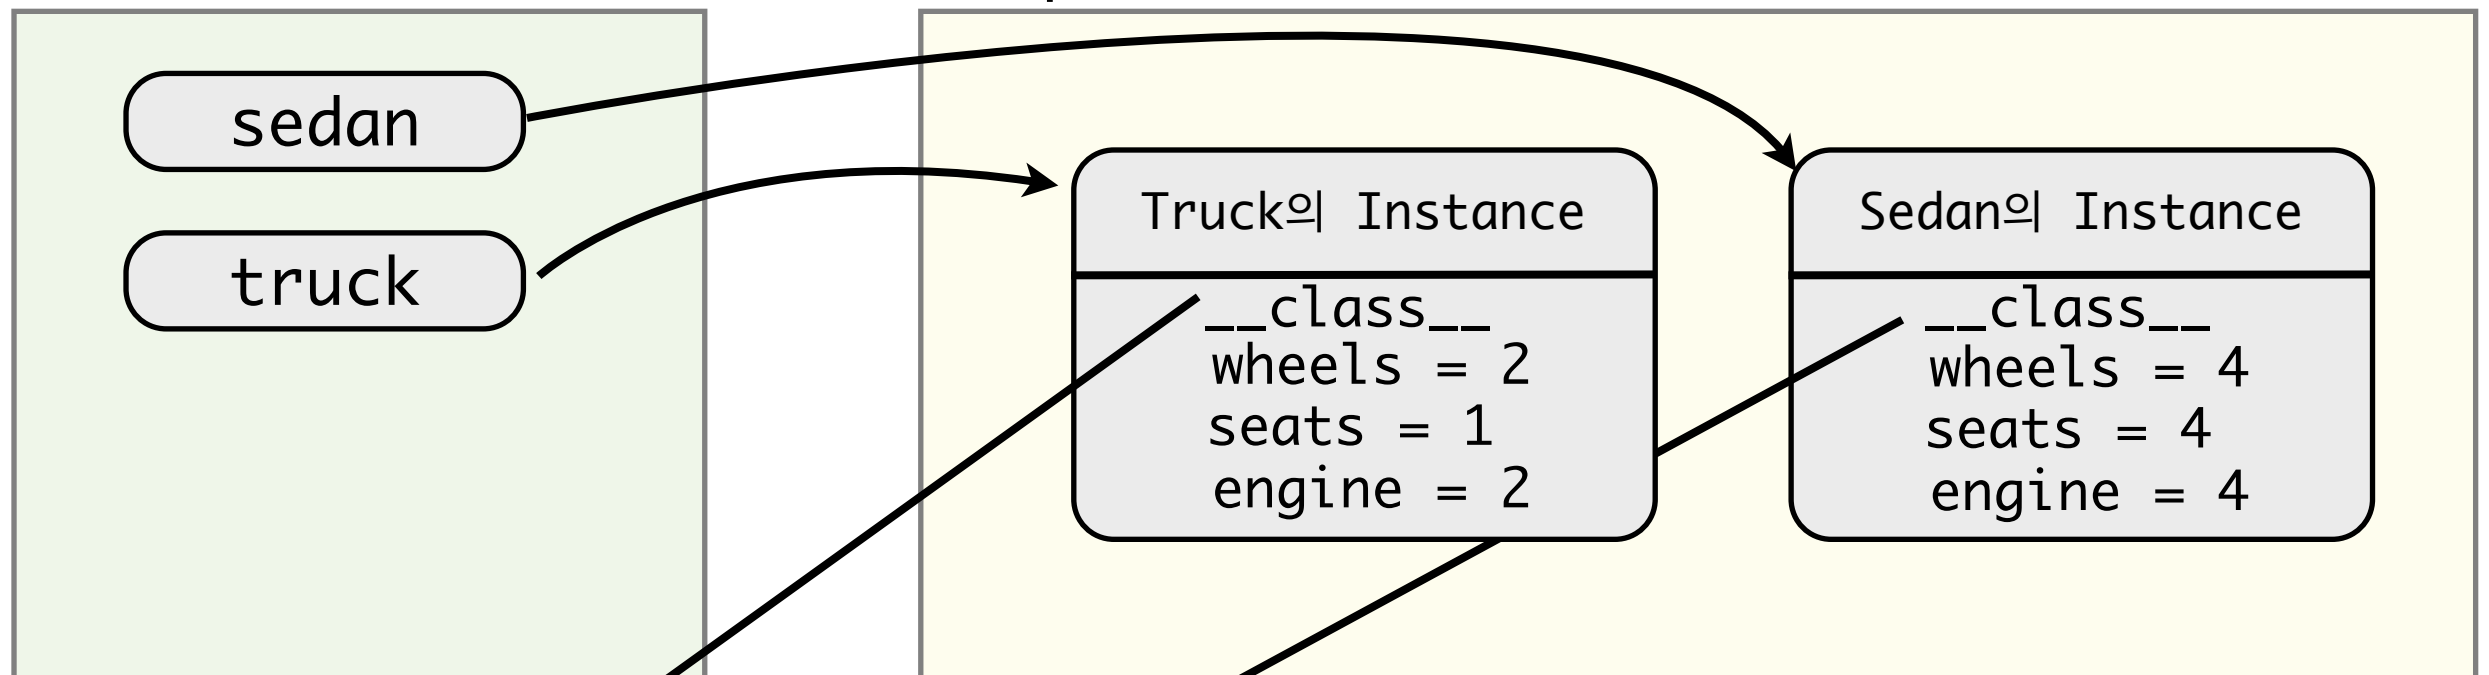 sedan
truck
Truck의 Instance
__class__
wheels = 2
seats = 1
engine = 2
Sedan의 Instance
__class__
wheels = 4
seats = 4
engine = 4